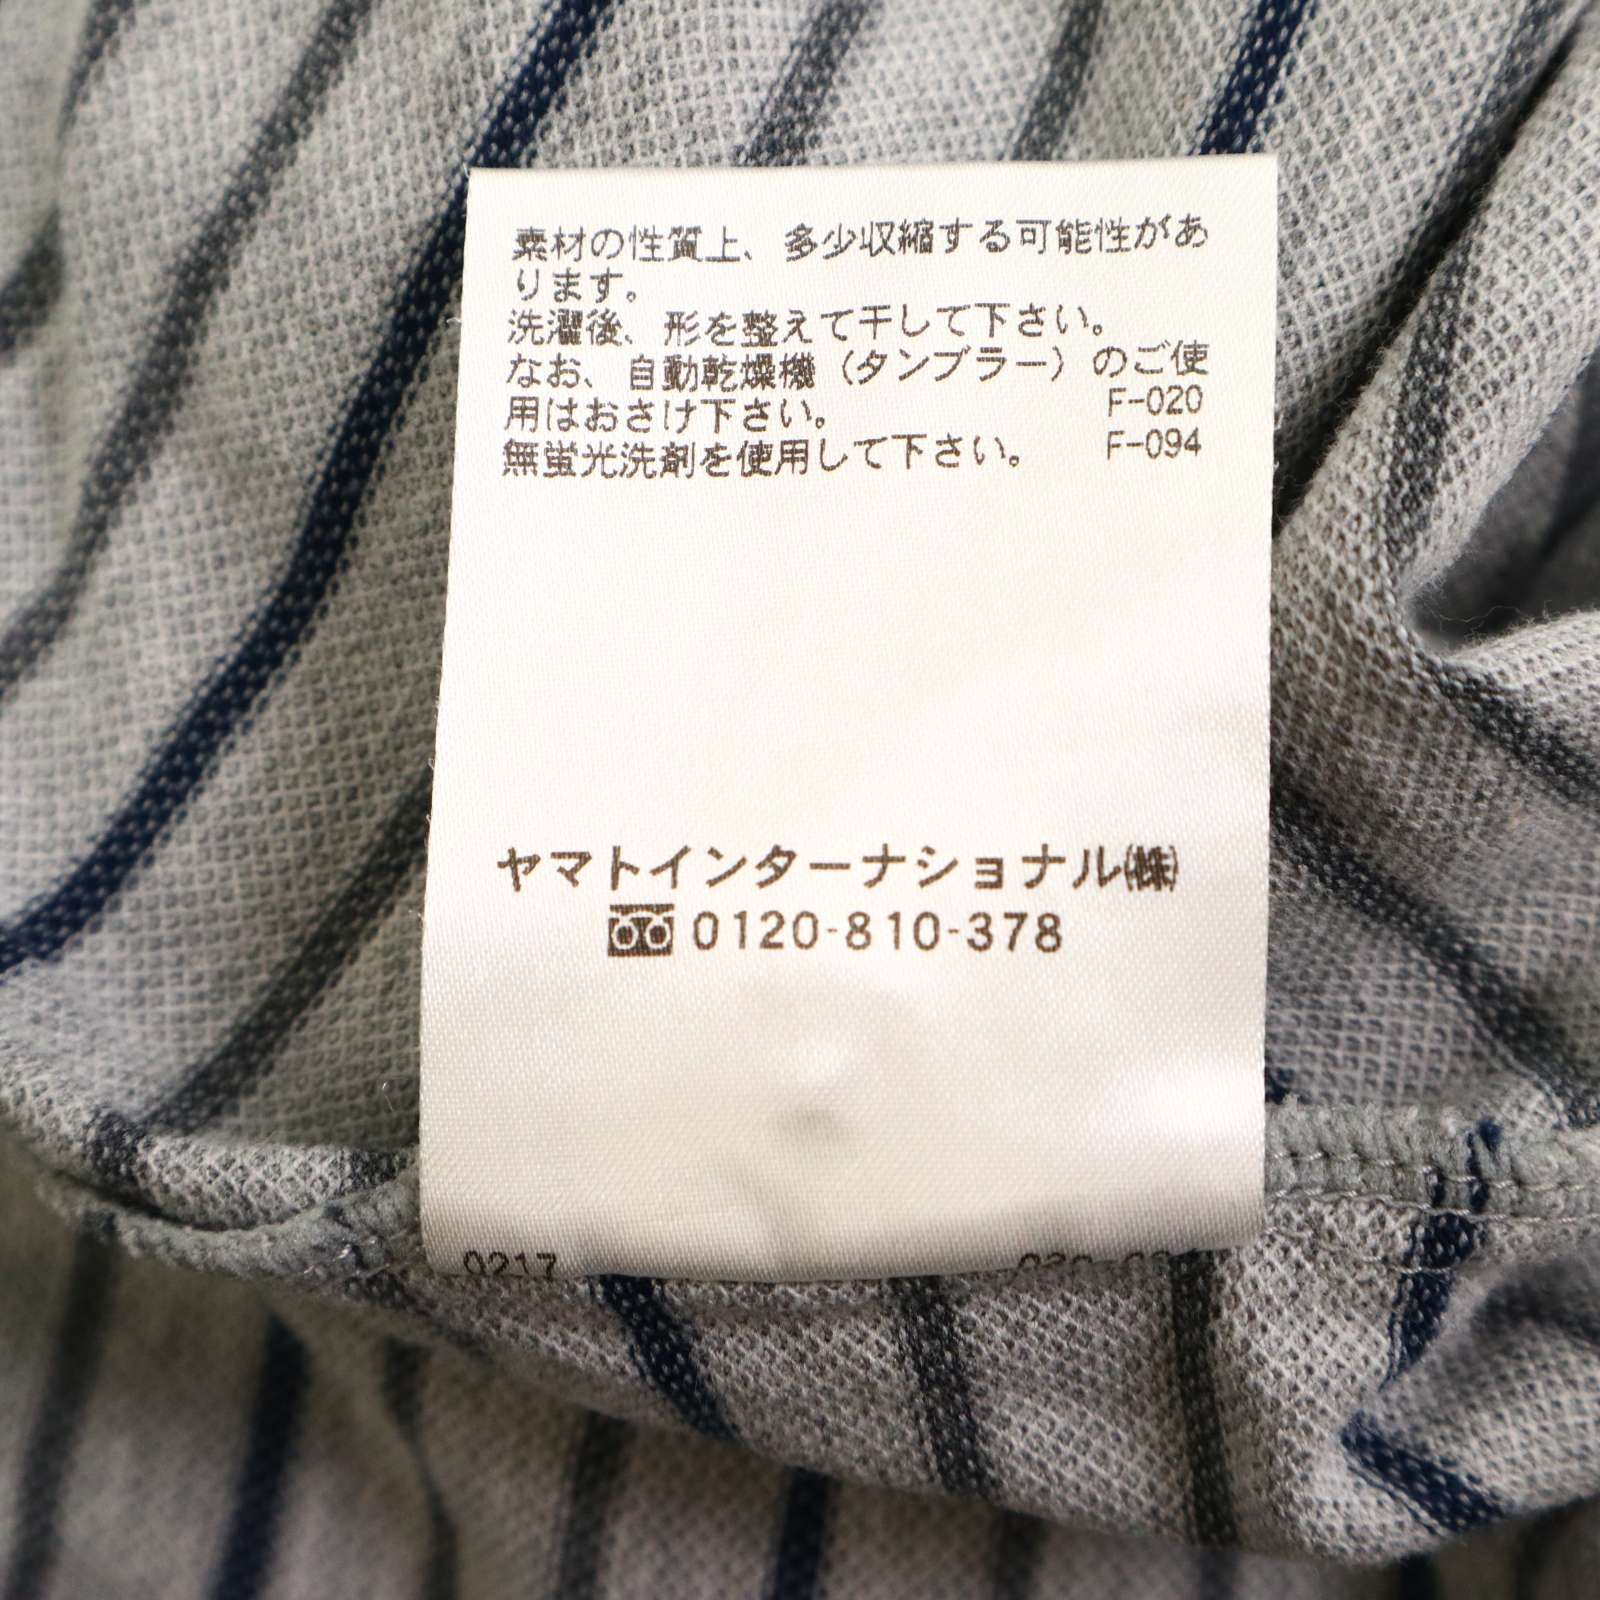 素材の性質上、多少収縮する可能性があ
ります。
洗濯後、形を整えて干して下さい。
なお、自動乾燥機（タンブラー）のご使
用はおさけ下さい。 F-020
無蛍光洗剤を使用して下さい。 F-094
ヤマトインターナショナル㈱
0120-810-378
0217